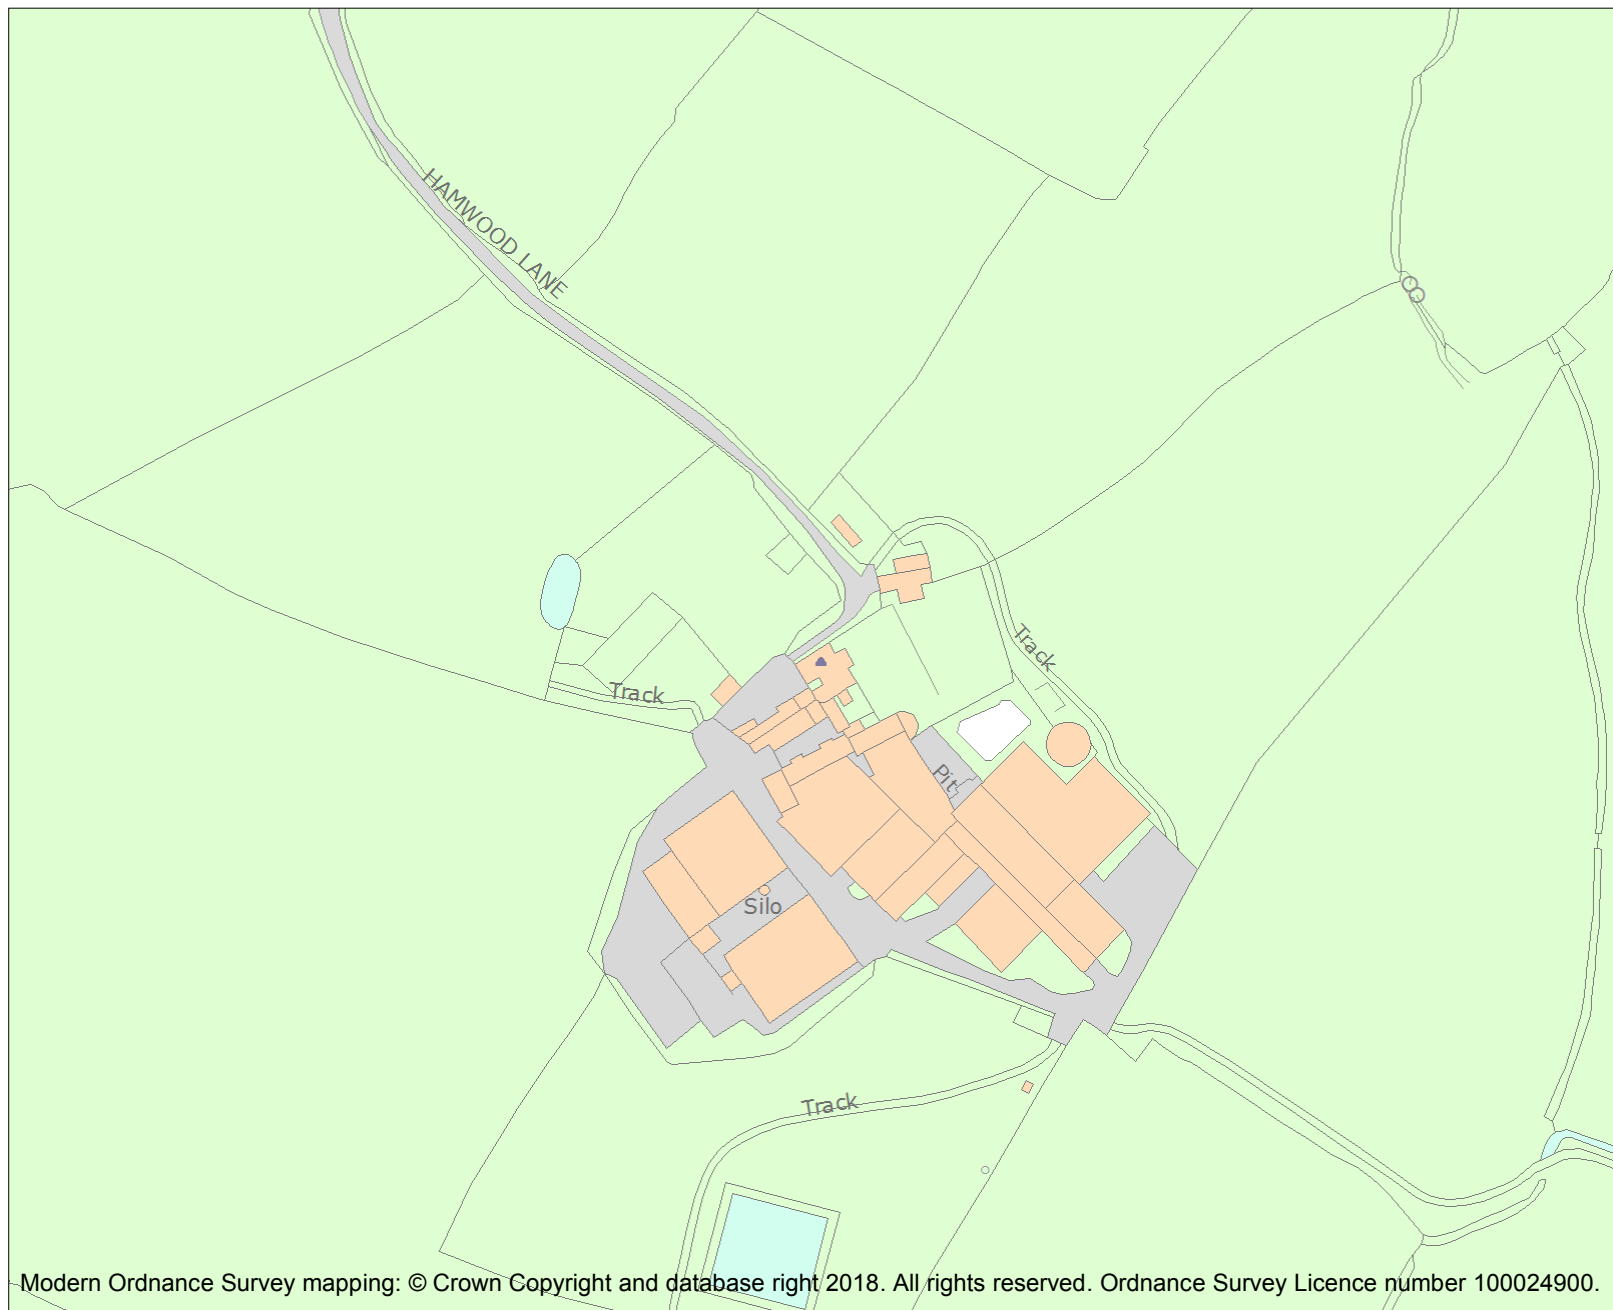 HAMWOOD LANE
Track
Track
Pit
Silo
Track
Modern Ordnance Survey mapping: © Crown Copyright and database right 2018. All rights reserved. Ordnance Survey Licence number 100024900.